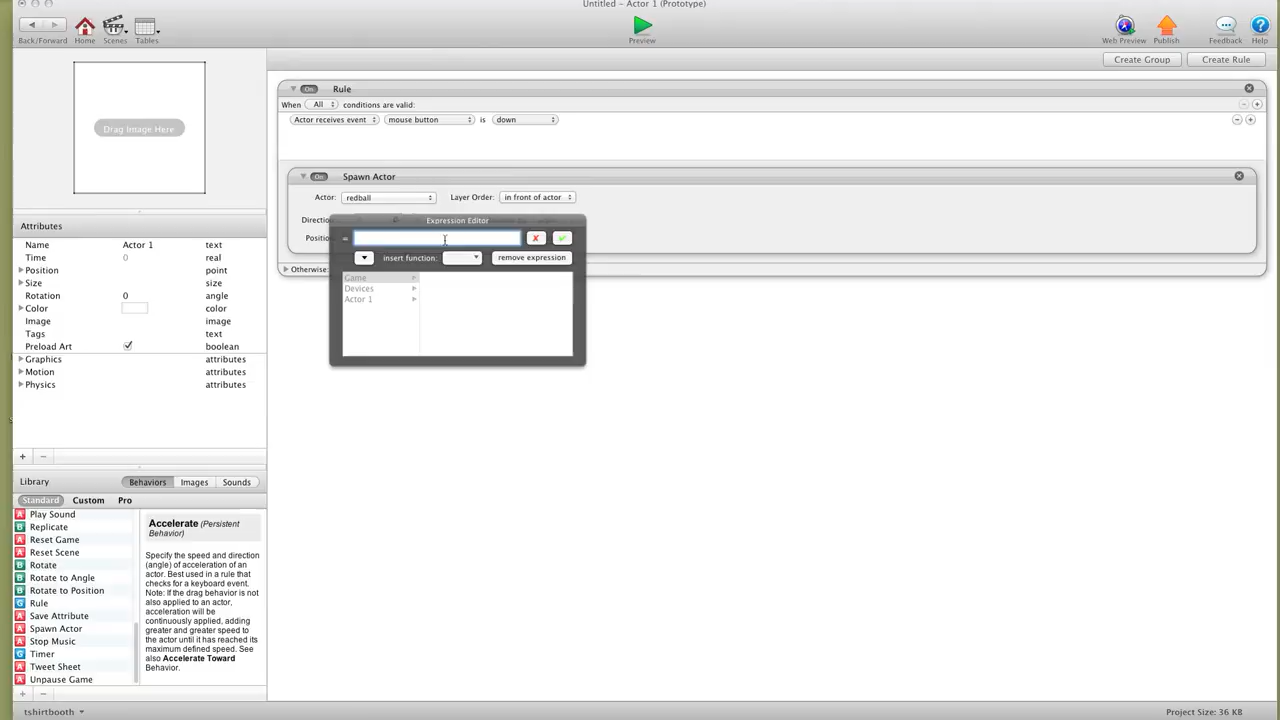 Untitled – Actor 1 (Prototype)
Back/Forward Home Scenes Tables Preview Web Preview Publish Feedback Help
Create Group Create Rule
Drag Image Here
Attributes
Name Actor 1 text
Time 0 real
Position point
Size size
Rotation 0 angle
Color color
Image image
Tags text
Preload Art boolean
Graphics attributes
Motion attributes
Physics attributes
+ −
Library Behaviors Images Sounds
Standard Custom Pro
Play Sound
Replicate
Reset Game
Reset Scene
Rotate
Rotate to Angle
Rotate to Position
Rule
Save Attribute
Spawn Actor
Stop Music
Timer
Tweet Sheet
Unpause Game
Accelerate (Persistent
Behavior)
Specify the speed and direction
(angle) of acceleration of an
actor. Best used in a rule that
checks for a keyboard event.
Note: If the drag behavior is not
also applied to an actor,
acceleration will be
continuously applied, adding
greater and greater speed to
the actor until it has reached its
maximum defined speed. See
also Accelerate Toward
Behavior.
+ −
tshirtbooth
On Rule
When All conditions are valid:
Actor receives event mouse button is down
On Spawn Actor
Actor: redball Layer Order: in front of actor
Directio
Positio
Otherwise:
Expression Editor
=
insert function: remove expression
Game
Devices
Actor 1
Project Size: 36 KB